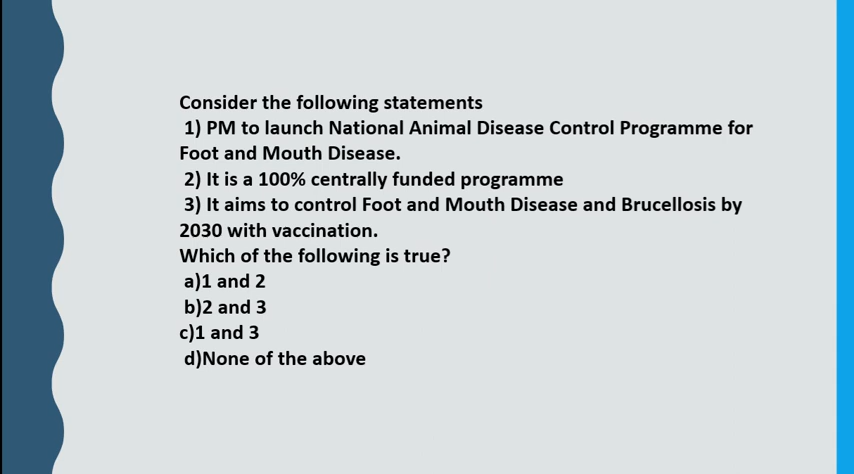 Consider the following statements
1) PM to launch National Animal Disease Control Programme for
Foot and Mouth Disease.
2) It is a 100% centrally funded programme
3) It aims to control Foot and Mouth Disease and Brucellosis by
2030 with vaccination.
Which of the following is true?
a)1 and 2
b)2 and 3
c)1 and 3
d)None of the above